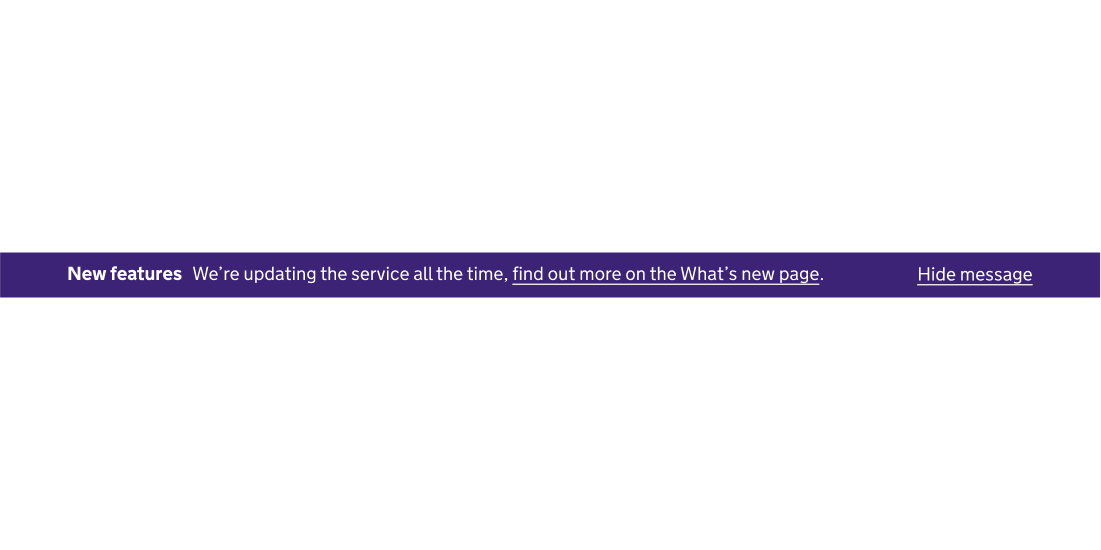 New features We’re updating the service all the time, find out more on the What’s new page. Hide message